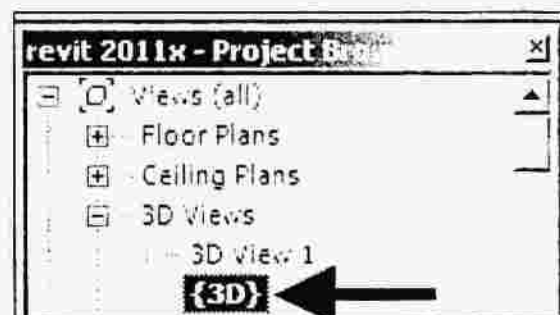 revit 2011x - Project
Views (all)
Floor Plans
Ceiling Plans
3D Views
3D View 1
{3D}